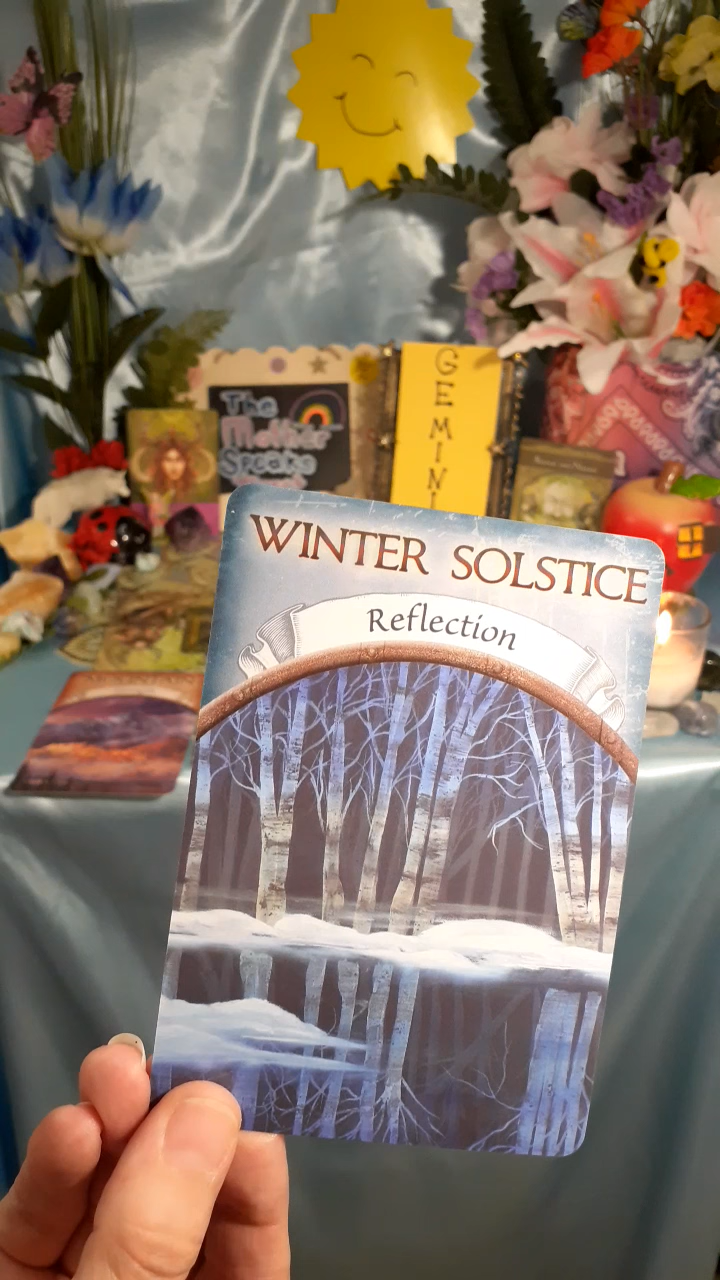 The
Mother
Speaks
GEMINI
WINTER SOLSTICE
Reflection